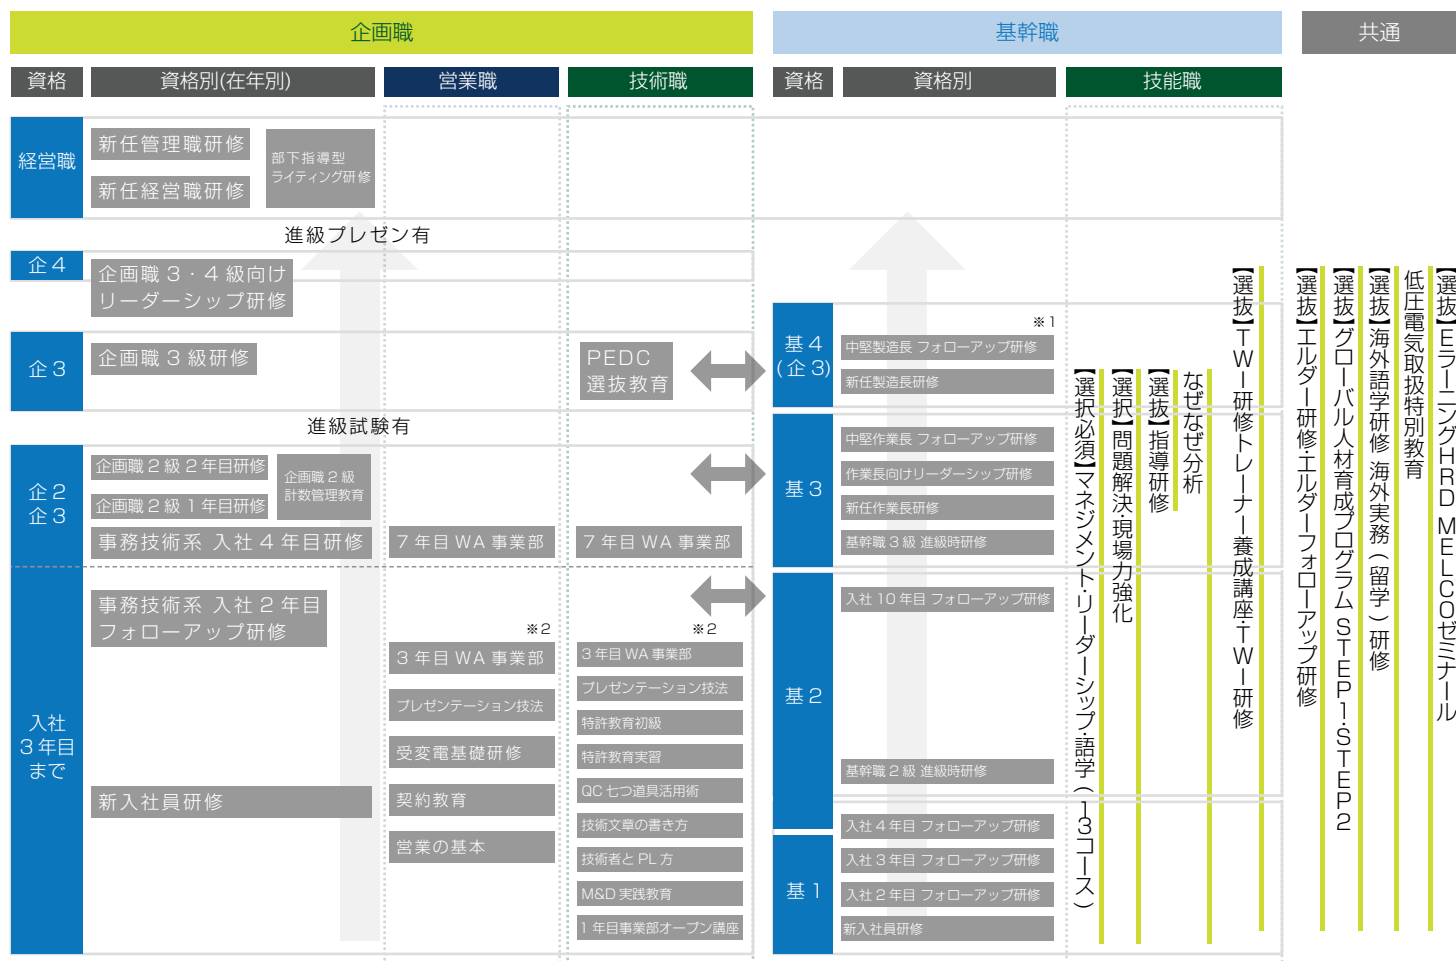 企画職
基幹職
共通
資格
資格別(在年別)
営業職
技術職
資格
資格別
技能職
経営職
新任管理職研修
新任経営職研修
部下指導型
ライティング研修
進級プレゼン有
企4
企画職3・4級向け
リーダーシップ研修
企3
企画職3級研修
PEDC
選抜教育
進級試験有
企2
企3
企画職2級2年目研修
企画職2級1年目研修
企画職2級
計数管理教育
事務技術系 入社4年目研修
7年目WA事業部
7年目WA事業部
入社
3年目
まで
事務技術系 入社2年目
フォローアップ研修
新入社員研修
※2
3年目WA事業部
プレゼンテーション技法
受変電基礎研修
契約教育
営業の基本
※2
3年目WA事業部
プレゼンテーション技法
特許教育初級
特許教育実習
QC七つ道具活用術
技術文章の書き方
技術者とPL方
M&D実践教育
1年目事業部オープン講座
基4
(企3)
※1
中堅製造長 フォローアップ研修
新任製造長研修
基3
中堅作業長 フォローアップ研修
作業長向けリーダーシップ研修
新任作業長研修
基幹職3級 進級時研修
基2
入社10年目 フォローアップ研修
基幹職2級 進級時研修
入社4年目 フォローアップ研修
基1
入社3年目 フォローアップ研修
入社2年目 フォローアップ研修
新入社員研修
【選択必須】マネジメント・リーダーシップ・語学(13コース)
【選択】問題解決・現場力強化
【選抜】指導研修
なぜなぜ分析
【選抜】TWI研修トレーナー養成講座・TWI研修
【選抜】エルダー研修・エルダーフォローアップ研修
【選抜】グローバル人材育成プログラム STEP1・STEP2
【選抜】海外語学研修 海外実務(留学)研修
低圧電気取扱特別教育
【選抜】Eラーニング HRD MELCOゼミナール